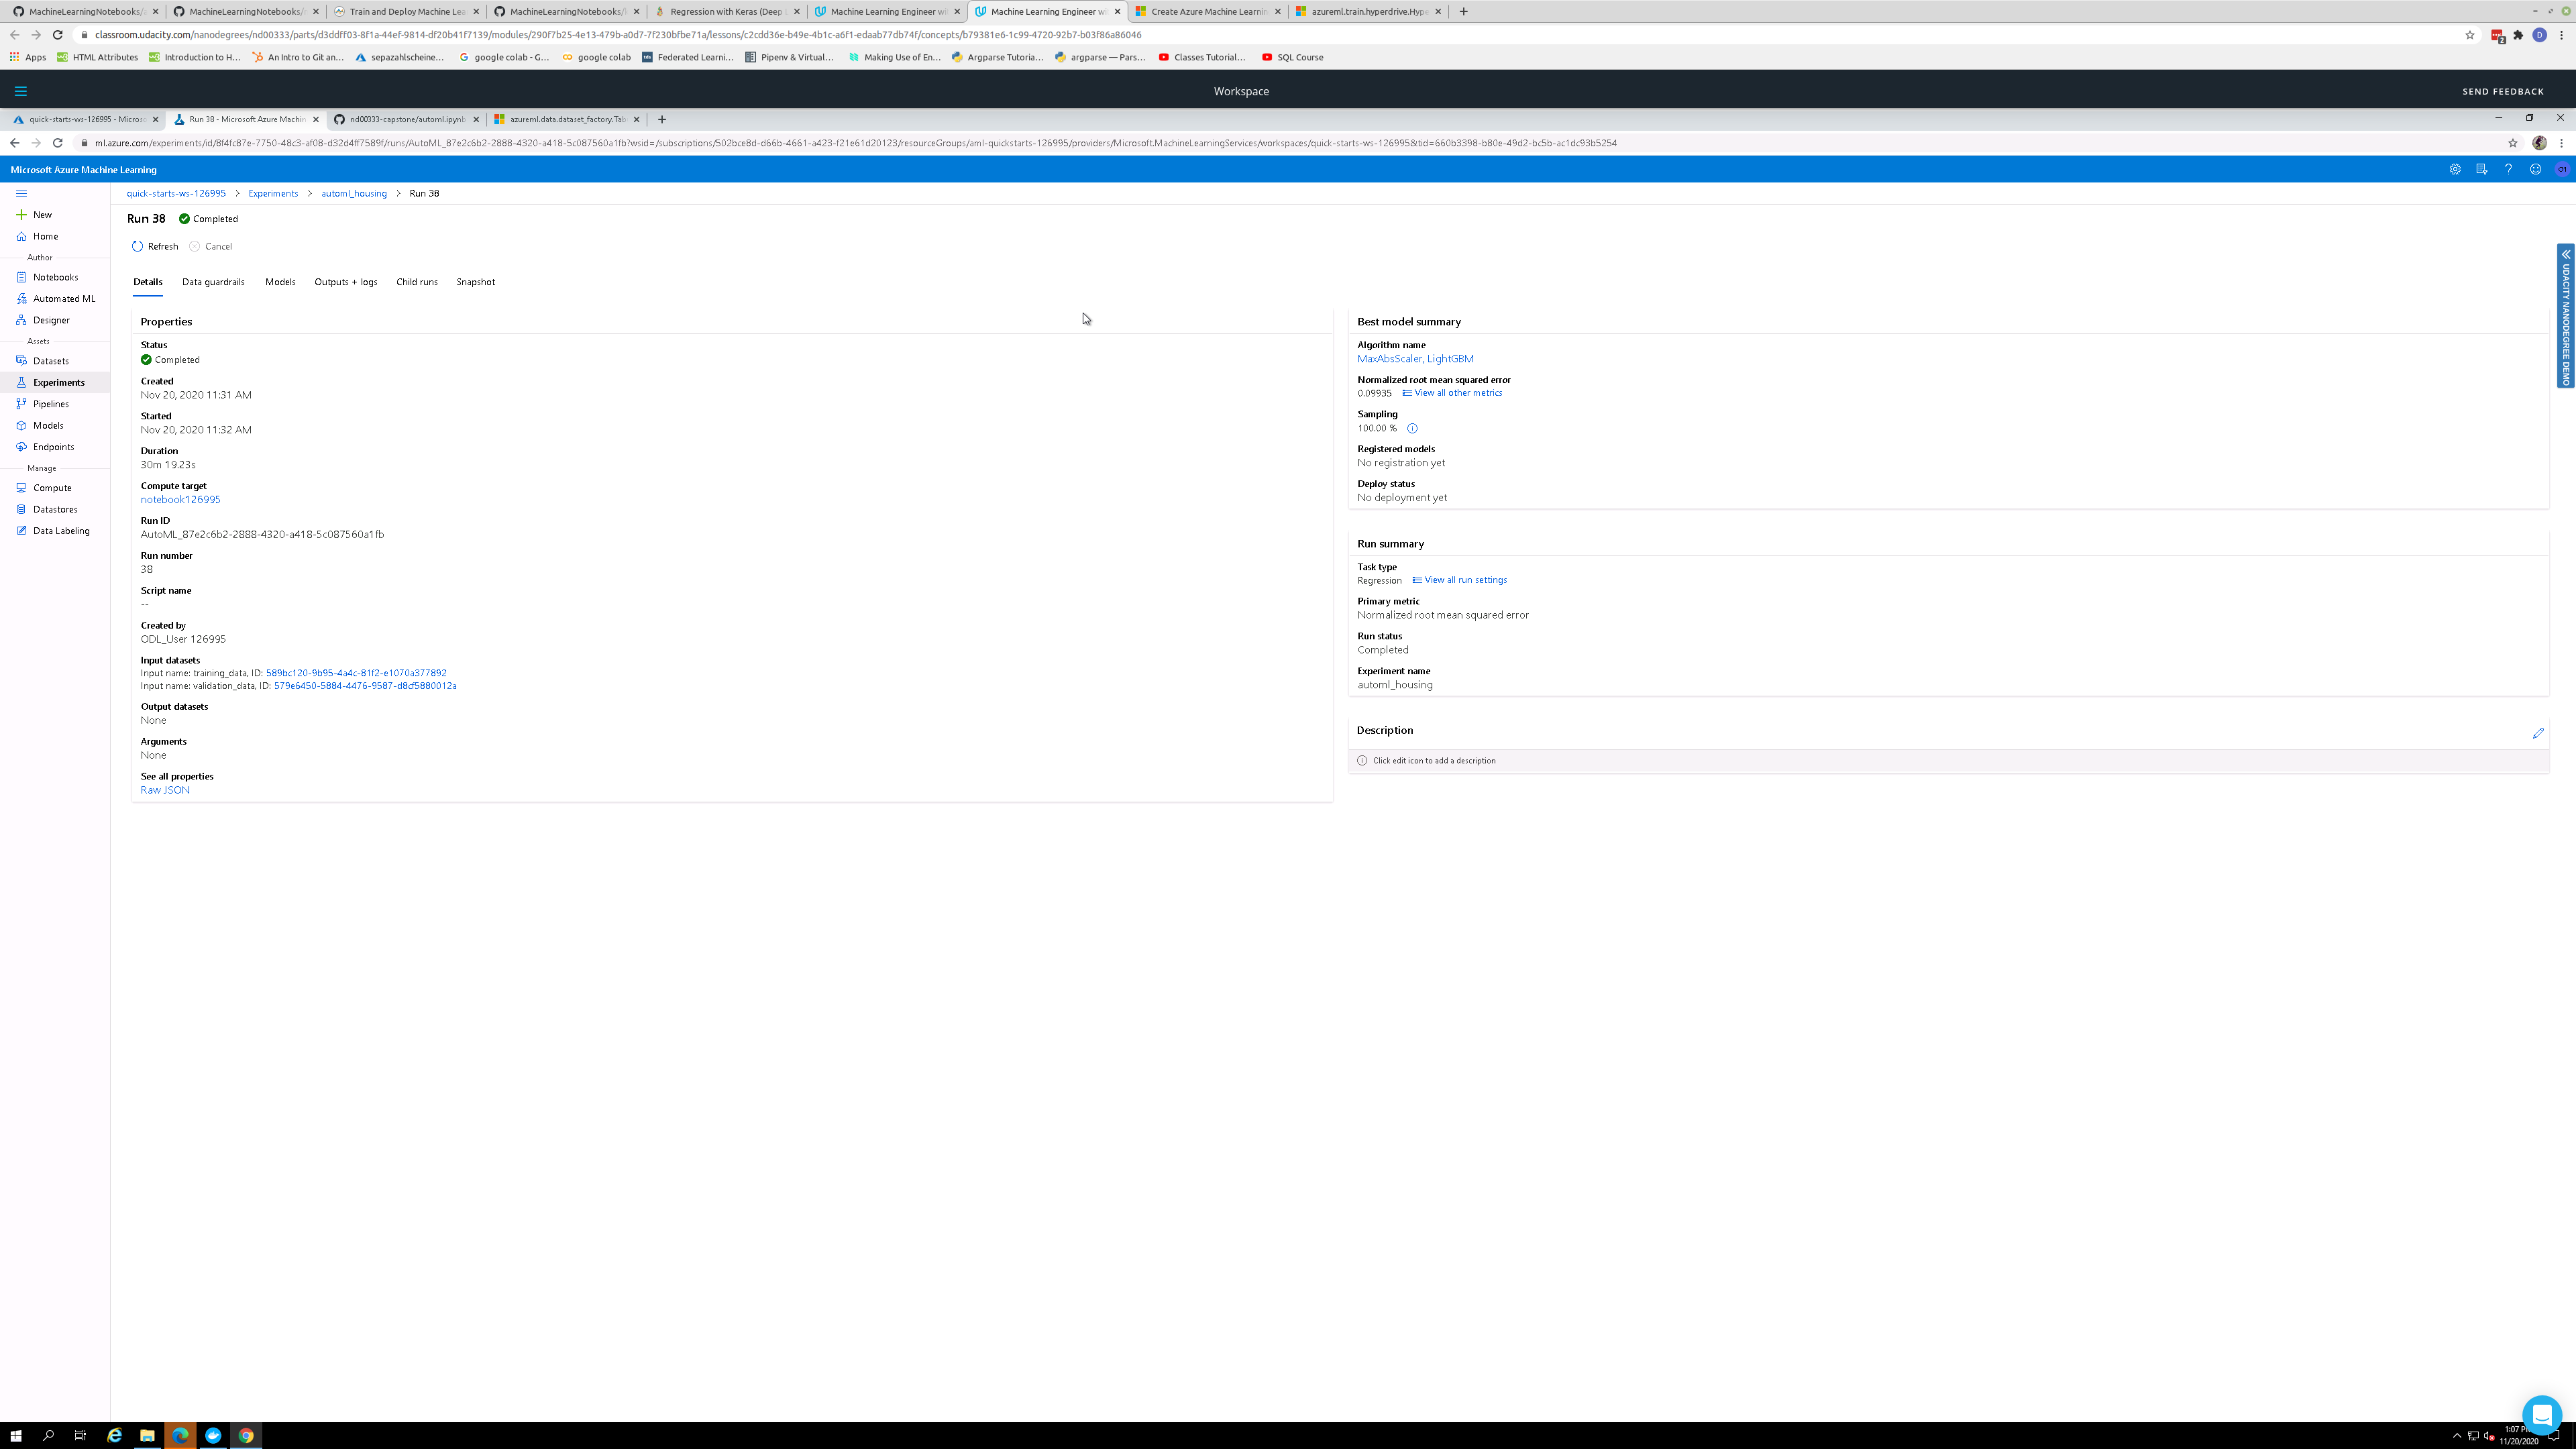 MachineLearningNotebooks/
MachineLearningNotebooks/
Train and Deploy Machine Lea
MachineLearningNotebooks/
Regression with Keras (Deep
Machine Learning Engineer wi
Machine Learning Engineer wi
Create Azure Machine Learnin
azureml.train.hyperdrive.Hype
classroom.udacity.com/nanodegrees/nd00333/parts/d3ddff03-8f1a-44ef-9814-df20b41f7139/modules/290f7b25-4e13-479b-a0d7-7f230bfbe71a/lessons/c2cdd36e-b49e-4b1c-a6f1-edaab77db74f/concepts/b79381e6-1c99-4720-92b7-b03f86a86046
Apps HTML Attributes Introduction to H... An Intro to Git an... sepazahlscheine... google colab - G... google colab Federated Learni... Pipenv & Virtual... Making Use of En... Argparse Tutoria... argparse — Pars... Classes Tutorial... SQL Course
Workspace
SEND FEEDBACK
quick-starts-ws-126995 - Microso
Run 38 - Microsoft Azure Machin
nd00333-capstone/automl.ipynb
azureml.data.dataset_factory.Tab
ml.azure.com/experiments/id/8f4fc87e-7750-48c3-af08-d32d4ff7589f/runs/AutoML_87e2c6b2-2888-4320-a418-5c087560a1fb?wsid=/subscriptions/502bce8d-d66b-4661-a423-f21e61d20123/resourceGroups/aml-quickstarts-126995/providers/Microsoft.MachineLearningServices/workspaces/quick-starts-ws-126995&tid=660b3398-b80e-49d2-bc5b-ac1dc93b5254
Microsoft Azure Machine Learning
quick-starts-ws-126995 > Experiments > automl_housing > Run 38
New
Home
Author
Notebooks
Automated ML
Designer
Assets
Datasets
Experiments
Pipelines
Models
Endpoints
Manage
Compute
Datastores
Data Labeling
Run 38 Completed
Refresh Cancel
Details Data guardrails Models Outputs + logs Child runs Snapshot
Properties
Status
Completed
Created
Nov 20, 2020 11:31 AM
Started
Nov 20, 2020 11:32 AM
Duration
30m 19.23s
Compute target
notebook126995
Run ID
AutoML_87e2c6b2-2888-4320-a418-5c087560a1fb
Run number
38
Script name
--
Created by
ODL_User 126995
Input datasets
Input name: training_data, ID: 589bc120-9b95-4a4c-81f2-e1070a377892
Input name: validation_data, ID: 579e6450-5884-4476-9587-d8cf5880012a
Output datasets
None
Arguments
None
See all properties
Raw JSON
Best model summary
Algorithm name
MaxAbsScaler, LightGBM
Normalized root mean squared error
0.09935 View all other metrics
Sampling
100.00 %
Registered models
No registration yet
Deploy status
No deployment yet
Run summary
Task type
Regression View all run settings
Primary metric
Normalized root mean squared error
Run status
Completed
Experiment name
automl_housing
Description
Click edit icon to add a description
UDACITY NANODEGREE DEMO
1:07
11/20/2020